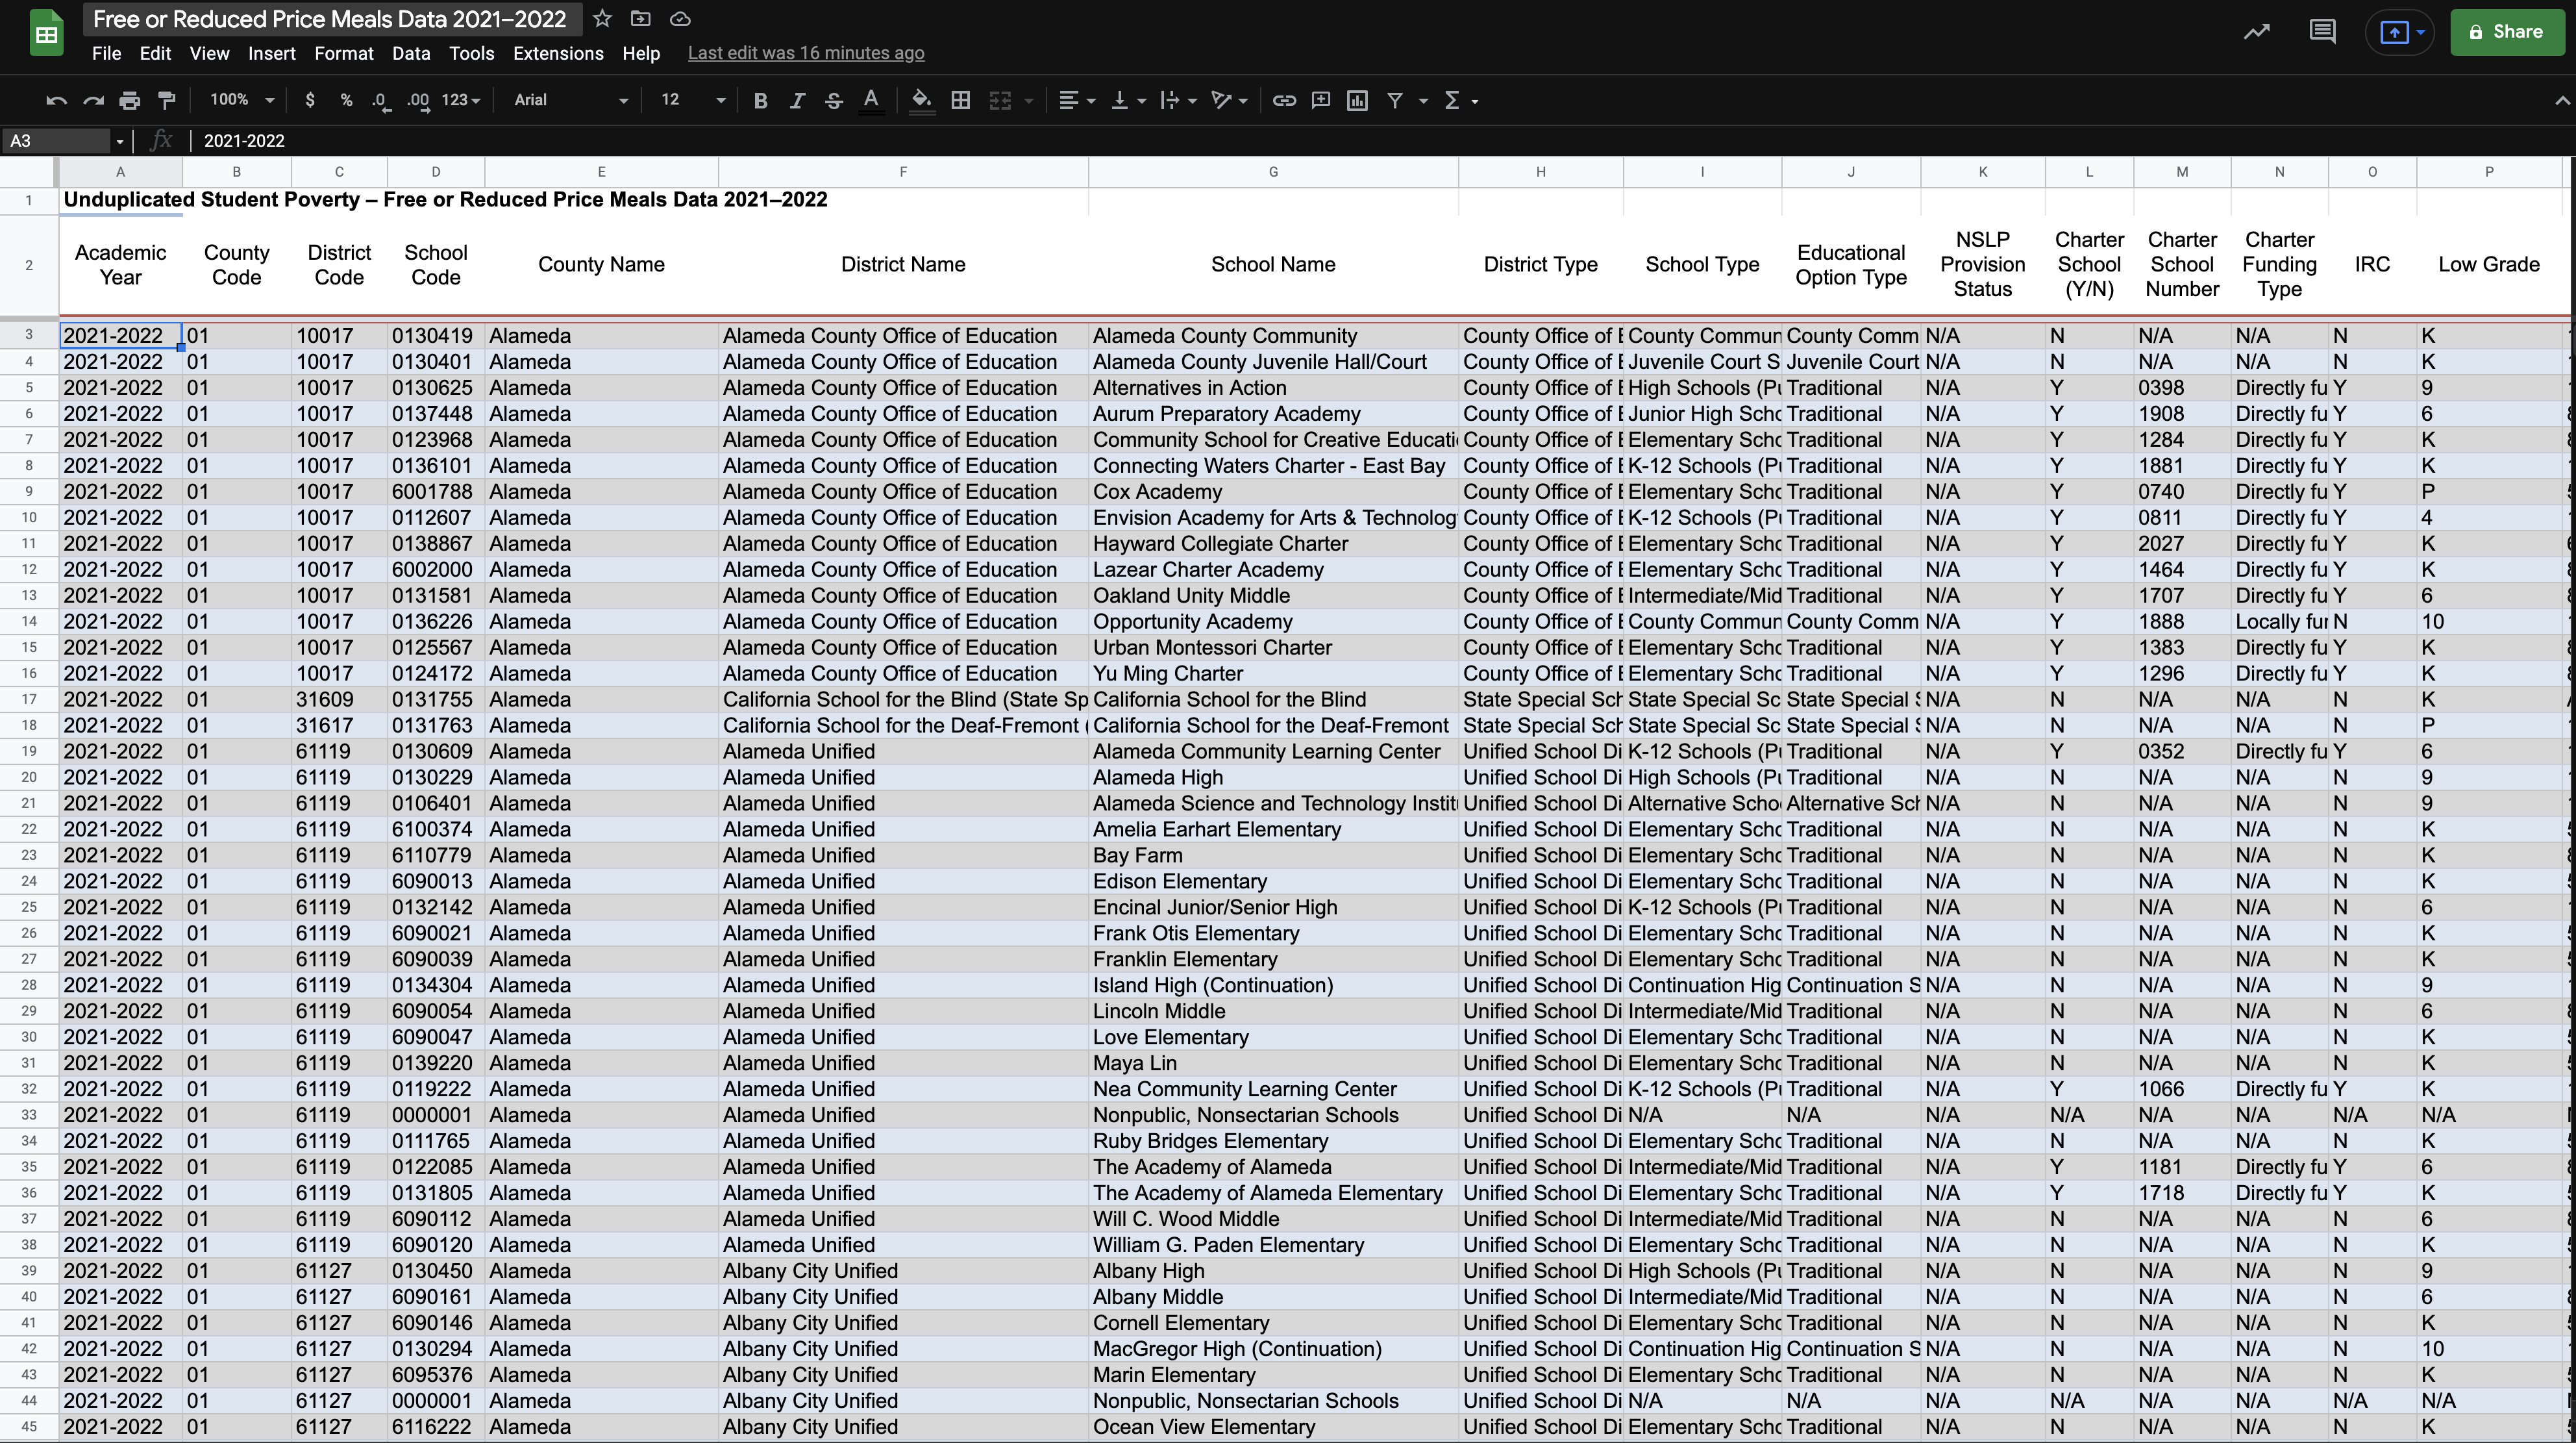 Free or Reduced Price Meals Data 2021–2022
File Edit View Insert Format Data Tools Extensions Help Last edit was 16 minutes ago
Share
100% $ % .0 .00 123 Arial 12 B I S A Σ
A3 fx 2021-2022
A B C D E F G H I J K L M N O P
1 Unduplicated Student Poverty – Free or Reduced Price Meals Data 2021–2022
2 Academic Year County Code District Code School Code County Name District Name School Name District Type School Type Educational Option Type NSLP Provision Status Charter School (Y/N) Charter School Number Charter Funding Type IRC Low Grade
3 2021-2022 01 10017 0130419 Alameda Alameda County Office of Education Alameda County Community County Office of County Commun County Comm N/A N N/A N/A N K
4 2021-2022 01 10017 0130401 Alameda Alameda County Office of Education Alameda County Juvenile Hall/Court County Office of Juvenile Court S Juvenile Court N/A N N/A N/A N K
5 2021-2022 01 10017 0130625 Alameda Alameda County Office of Education Alternatives in Action County Office of High Schools (Pu Traditional N/A Y 0398 Directly fu Y 9
6 2021-2022 01 10017 0137448 Alameda Alameda County Office of Education Aurum Preparatory Academy County Office of Junior High Scho Traditional N/A Y 1908 Directly fu Y 6
7 2021-2022 01 10017 0123968 Alameda Alameda County Office of Education Community School for Creative Educati County Office of Elementary Scho Traditional N/A Y 1284 Directly fu Y K
8 2021-2022 01 10017 0136101 Alameda Alameda County Office of Education Connecting Waters Charter - East Bay County Office of K-12 Schools (Pu Traditional N/A Y 1881 Directly fu Y K
9 2021-2022 01 10017 6001788 Alameda Alameda County Office of Education Cox Academy County Office of Elementary Scho Traditional N/A Y 0740 Directly fu Y P
10 2021-2022 01 10017 0112607 Alameda Alameda County Office of Education Envision Academy for Arts & Technolog County Office of K-12 Schools (Pu Traditional N/A Y 0811 Directly fu Y 4
11 2021-2022 01 10017 0138867 Alameda Alameda County Office of Education Hayward Collegiate Charter County Office of Elementary Scho Traditional N/A Y 2027 Directly fu Y K
12 2021-2022 01 10017 6002000 Alameda Alameda County Office of Education Lazear Charter Academy County Office of Elementary Scho Traditional N/A Y 1464 Directly fu Y K
13 2021-2022 01 10017 0131581 Alameda Alameda County Office of Education Oakland Unity Middle County Office of Intermediate/Mid Traditional N/A Y 1707 Directly fu Y 6
14 2021-2022 01 10017 0136226 Alameda Alameda County Office of Education Opportunity Academy County Office of County Commun County Comm N/A Y 1888 Locally fun N 10
15 2021-2022 01 10017 0125567 Alameda Alameda County Office of Education Urban Montessori Charter County Office of Elementary Scho Traditional N/A Y 1383 Directly fu Y K
16 2021-2022 01 10017 0124172 Alameda Alameda County Office of Education Yu Ming Charter County Office of Elementary Scho Traditional N/A Y 1296 Directly fu Y K
17 2021-2022 01 31609 0131755 Alameda California School for the Blind (State Sp California School for the Blind State Special Sch State Special Sc State Special S N/A N N/A N/A N K
18 2021-2022 01 31617 0131763 Alameda California School for the Deaf-Fremont ( California School for the Deaf-Fremont State Special Sch State Special Sc State Special S N/A N N/A N/A N P
19 2021-2022 01 61119 0130609 Alameda Alameda Unified Alameda Community Learning Center Unified School Di K-12 Schools (Pu Traditional N/A Y 0352 Directly fu Y 6
20 2021-2022 01 61119 0130229 Alameda Alameda Unified Alameda High Unified School Di High Schools (Pu Traditional N/A N N/A N/A N 9
21 2021-2022 01 61119 0106401 Alameda Alameda Unified Alameda Science and Technology Instit Unified School Di Alternative Scho Alternative Sch N/A N N/A N/A N 9
22 2021-2022 01 61119 6100374 Alameda Alameda Unified Amelia Earhart Elementary Unified School Di Elementary Scho Traditional N/A N N/A N/A N K
23 2021-2022 01 61119 6110779 Alameda Alameda Unified Bay Farm Unified School Di Elementary Scho Traditional N/A N N/A N/A N K
24 2021-2022 01 61119 6090013 Alameda Alameda Unified Edison Elementary Unified School Di Elementary Scho Traditional N/A N N/A N/A N K
25 2021-2022 01 61119 0132142 Alameda Alameda Unified Encinal Junior/Senior High Unified School Di K-12 Schools (Pu Traditional N/A N N/A N/A N 6
26 2021-2022 01 61119 6090021 Alameda Alameda Unified Frank Otis Elementary Unified School Di Elementary Scho Traditional N/A N N/A N/A N K
27 2021-2022 01 61119 6090039 Alameda Alameda Unified Franklin Elementary Unified School Di Elementary Scho Traditional N/A N N/A N/A N K
28 2021-2022 01 61119 0134304 Alameda Alameda Unified Island High (Continuation) Unified School Di Continuation Hig Continuation S N/A N N/A N/A N 9
29 2021-2022 01 61119 6090054 Alameda Alameda Unified Lincoln Middle Unified School Di Intermediate/Mid Traditional N/A N N/A N/A N 6
30 2021-2022 01 61119 6090047 Alameda Alameda Unified Love Elementary Unified School Di Elementary Scho Traditional N/A N N/A N/A N K
31 2021-2022 01 61119 0139220 Alameda Alameda Unified Maya Lin Unified School Di Elementary Scho Traditional N/A N N/A N/A N K
32 2021-2022 01 61119 0119222 Alameda Alameda Unified Nea Community Learning Center Unified School Di K-12 Schools (Pu Traditional N/A Y 1066 Directly fu Y K
33 2021-2022 01 61119 0000001 Alameda Alameda Unified Nonpublic, Nonsectarian Schools Unified School Di N/A N/A N/A N/A N/A N/A N/A N/A
34 2021-2022 01 61119 0111765 Alameda Alameda Unified Ruby Bridges Elementary Unified School Di Elementary Scho Traditional N/A N N/A N/A N K
35 2021-2022 01 61119 0122085 Alameda Alameda Unified The Academy of Alameda Unified School Di Intermediate/Mid Traditional N/A Y 1181 Directly fu Y 6
36 2021-2022 01 61119 0131805 Alameda Alameda Unified The Academy of Alameda Elementary Unified School Di Elementary Scho Traditional N/A Y 1718 Directly fu Y K
37 2021-2022 01 61119 6090112 Alameda Alameda Unified Will C. Wood Middle Unified School Di Intermediate/Mid Traditional N/A N N/A N/A N 6
38 2021-2022 01 61119 6090120 Alameda Alameda Unified William G. Paden Elementary Unified School Di Elementary Scho Traditional N/A N N/A N/A N K
39 2021-2022 01 61127 0130450 Alameda Albany City Unified Albany High Unified School Di High Schools (Pu Traditional N/A N N/A N/A N 9
40 2021-2022 01 61127 6090161 Alameda Albany City Unified Albany Middle Unified School Di Intermediate/Mid Traditional N/A N N/A N/A N 6
41 2021-2022 01 61127 6090146 Alameda Albany City Unified Cornell Elementary Unified School Di Elementary Scho Traditional N/A N N/A N/A N K
42 2021-2022 01 61127 0130294 Alameda Albany City Unified MacGregor High (Continuation) Unified School Di Continuation Hig Continuation S N/A N N/A N/A N 10
43 2021-2022 01 61127 6095376 Alameda Albany City Unified Marin Elementary Unified School Di Elementary Scho Traditional N/A N N/A N/A N K
44 2021-2022 01 61127 0000001 Alameda Albany City Unified Nonpublic, Nonsectarian Schools Unified School Di N/A N/A N/A N/A N/A N/A N/A N/A
45 2021-2022 01 61127 6116222 Alameda Albany City Unified Ocean View Elementary Unified School Di Elementary Scho Traditional N/A N N/A N/A N K